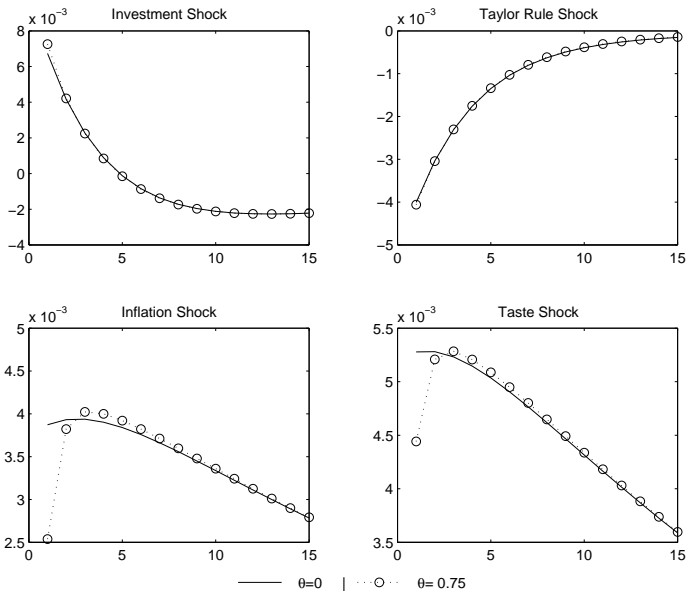 Investment Shock
Taylor Rule Shock
x 10⁻³
x 10⁻³
8
6
4
2
0
−2
−4
0
−1
−2
−3
−4
−5
0 5 10 15
0 5 10 15
Inflation Shock
Taste Shock
x 10⁻³
x 10⁻³
5
4.5
4
3.5
3
2.5
5.5
5
4.5
4
3.5
0 5 10 15
0 5 10 15
θ=0 | θ= 0.75